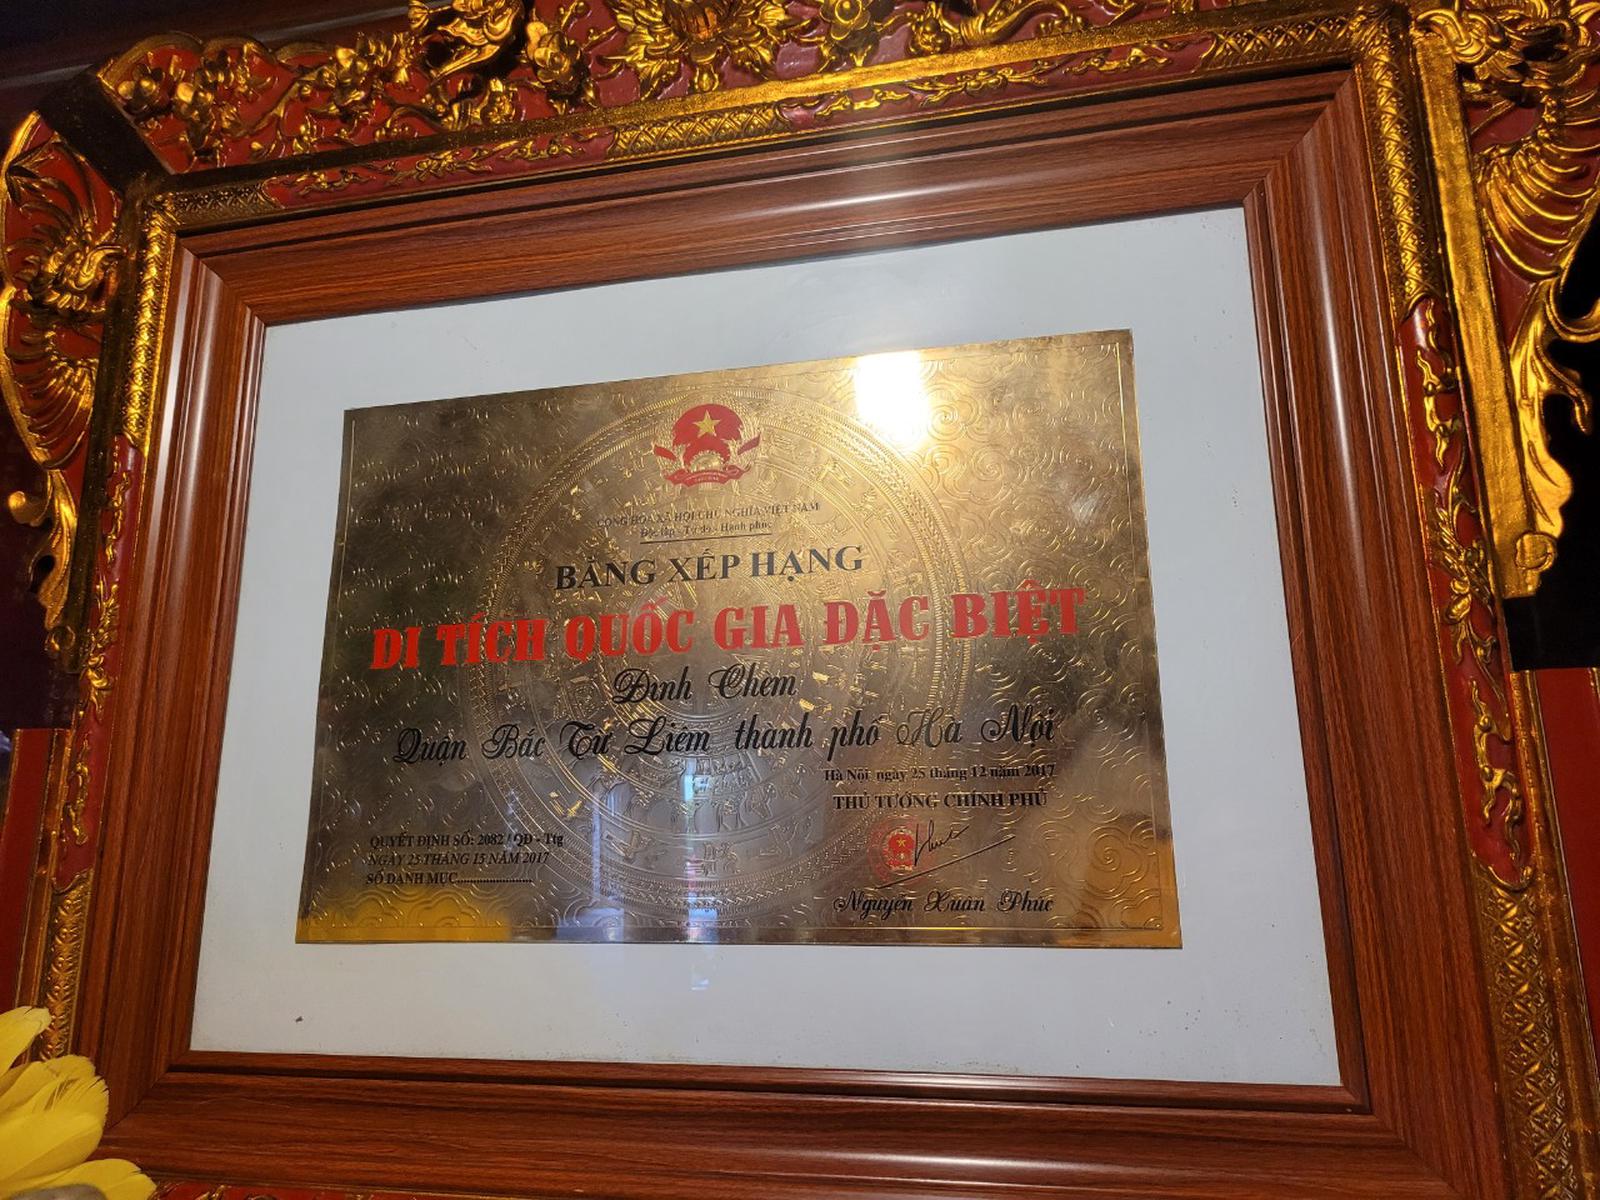 CỘNG HÒA XÃ HỘI CHỦ NGHĨA VIỆT NAM
Độc lập - Tự do - Hạnh phúc
BẰNG XẾP HẠNG
DI TÍCH QUỐC GIA ĐẶC BIỆT
Đình Chèm
Quận Bắc Từ Liêm thành phố Hà Nội
Hà Nội, ngày 25 tháng 12 năm 2017
THỦ TƯỚNG CHÍNH PHỦ
QUYẾT ĐỊNH SỐ: 2082 / QĐ - Ttg
NGÀY 25 THÁNG 15 NĂM 2017
SỐ DANH MỤC........................
Nguyễn Xuân Phúc